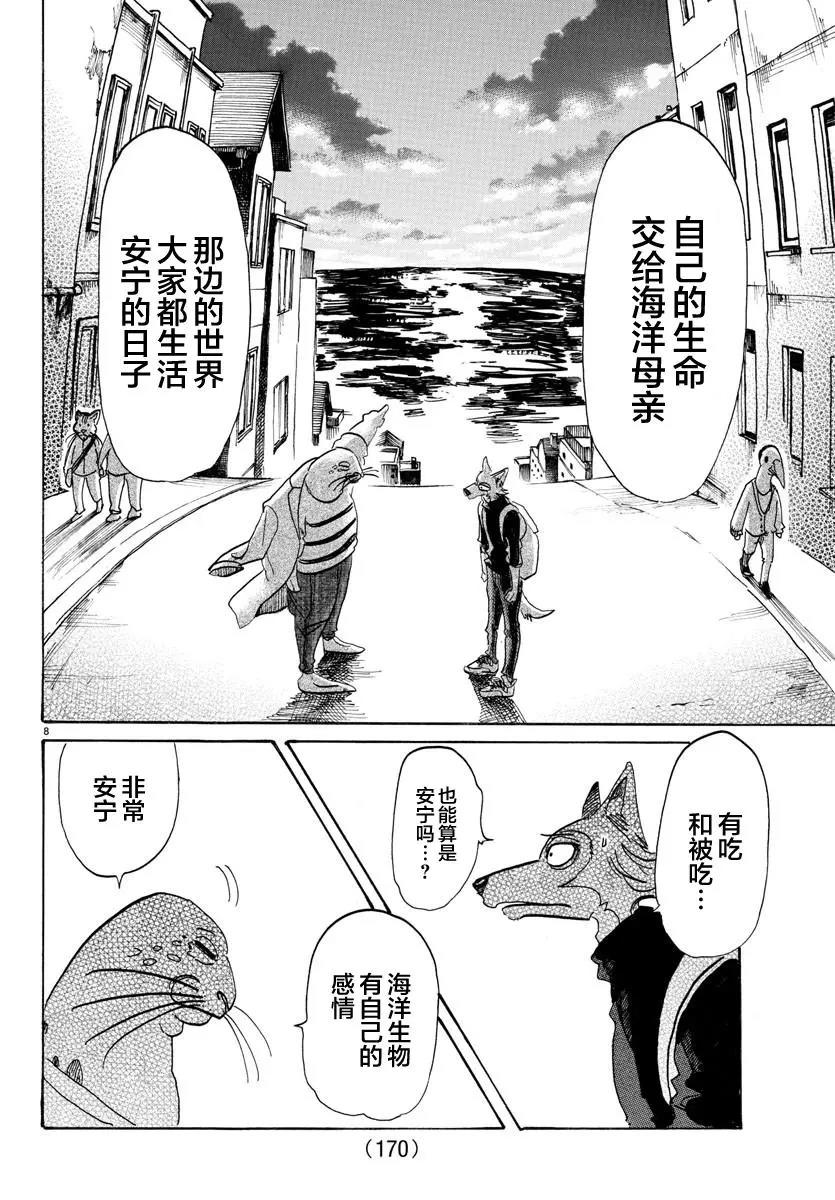 自己的生命
交给海洋母亲
那边的世界
大家都生活
安宁的日子
8
有吃
和被吃…
也能算是
安宁吗…？
海洋生物
有自己的
感情
非常
安宁
（170）